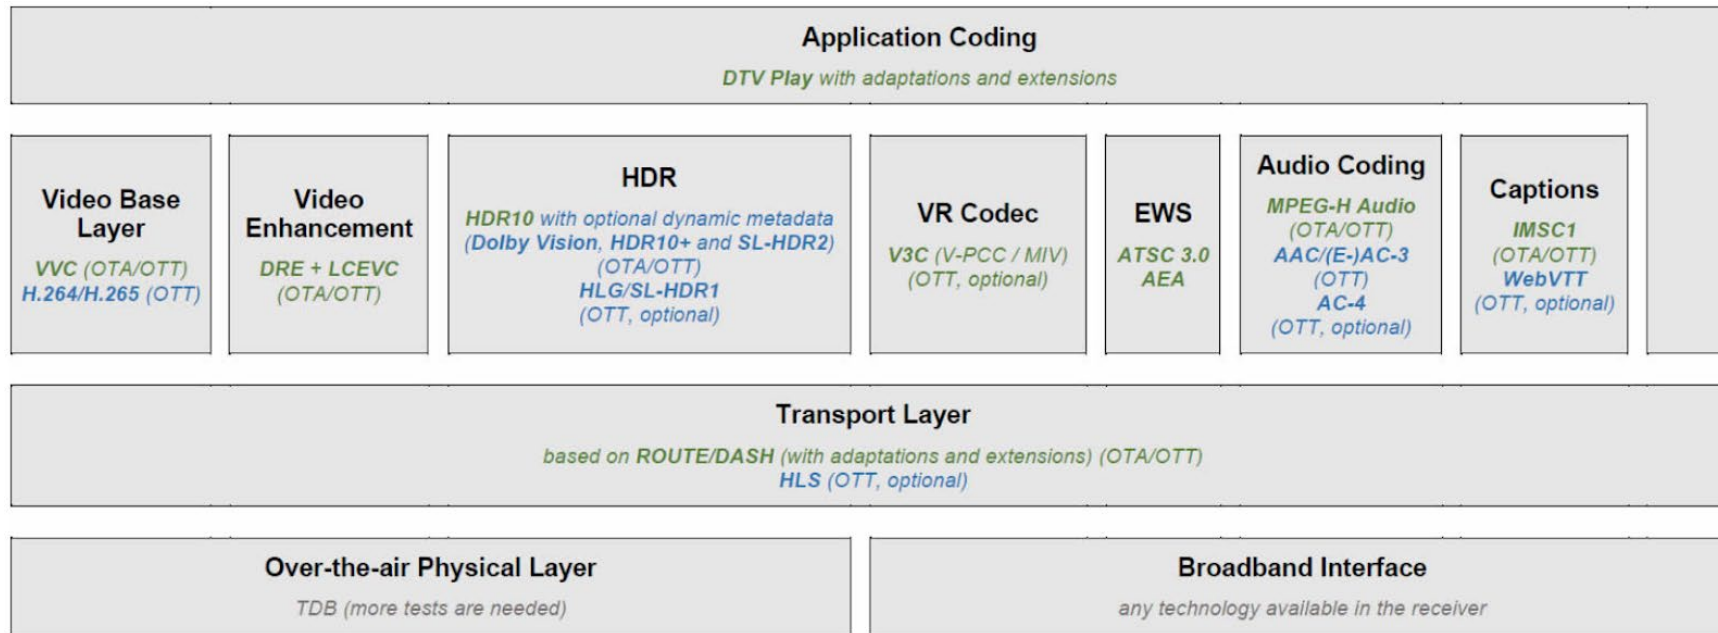 Application Coding
DTV Play with adaptations and extensions
Video Base
Layer
VVC (OTA/OTT)
H.264/H.265 (OTT)
Video
Enhancement
DRE + LCEVC
(OTA/OTT)
HDR
HDR10 with optional dynamic metadata
(Dolby Vision, HDR10+ and SL-HDR2)
(OTA/OTT)
HLG/SL-HDR1
(OTT, optional)
VR Codec
V3C (V-PCC / MIV)
(OTT, optional)
EWS
ATSC 3.0
AEA
Audio Coding
MPEG-H Audio
(OTA/OTT)
AAC/(E-)AC-3
(OTT)
AC-4
(OTT, optional)
Captions
IMSC1
(OTA/OTT)
WebVTT
(OTT, optional)
Transport Layer
based on ROUTE/DASH (with adaptations and extensions) (OTA/OTT)
HLS (OTT, optional)
Over-the-air Physical Layer
TDB (more tests are needed)
Broadband Interface
any technology available in the receiver